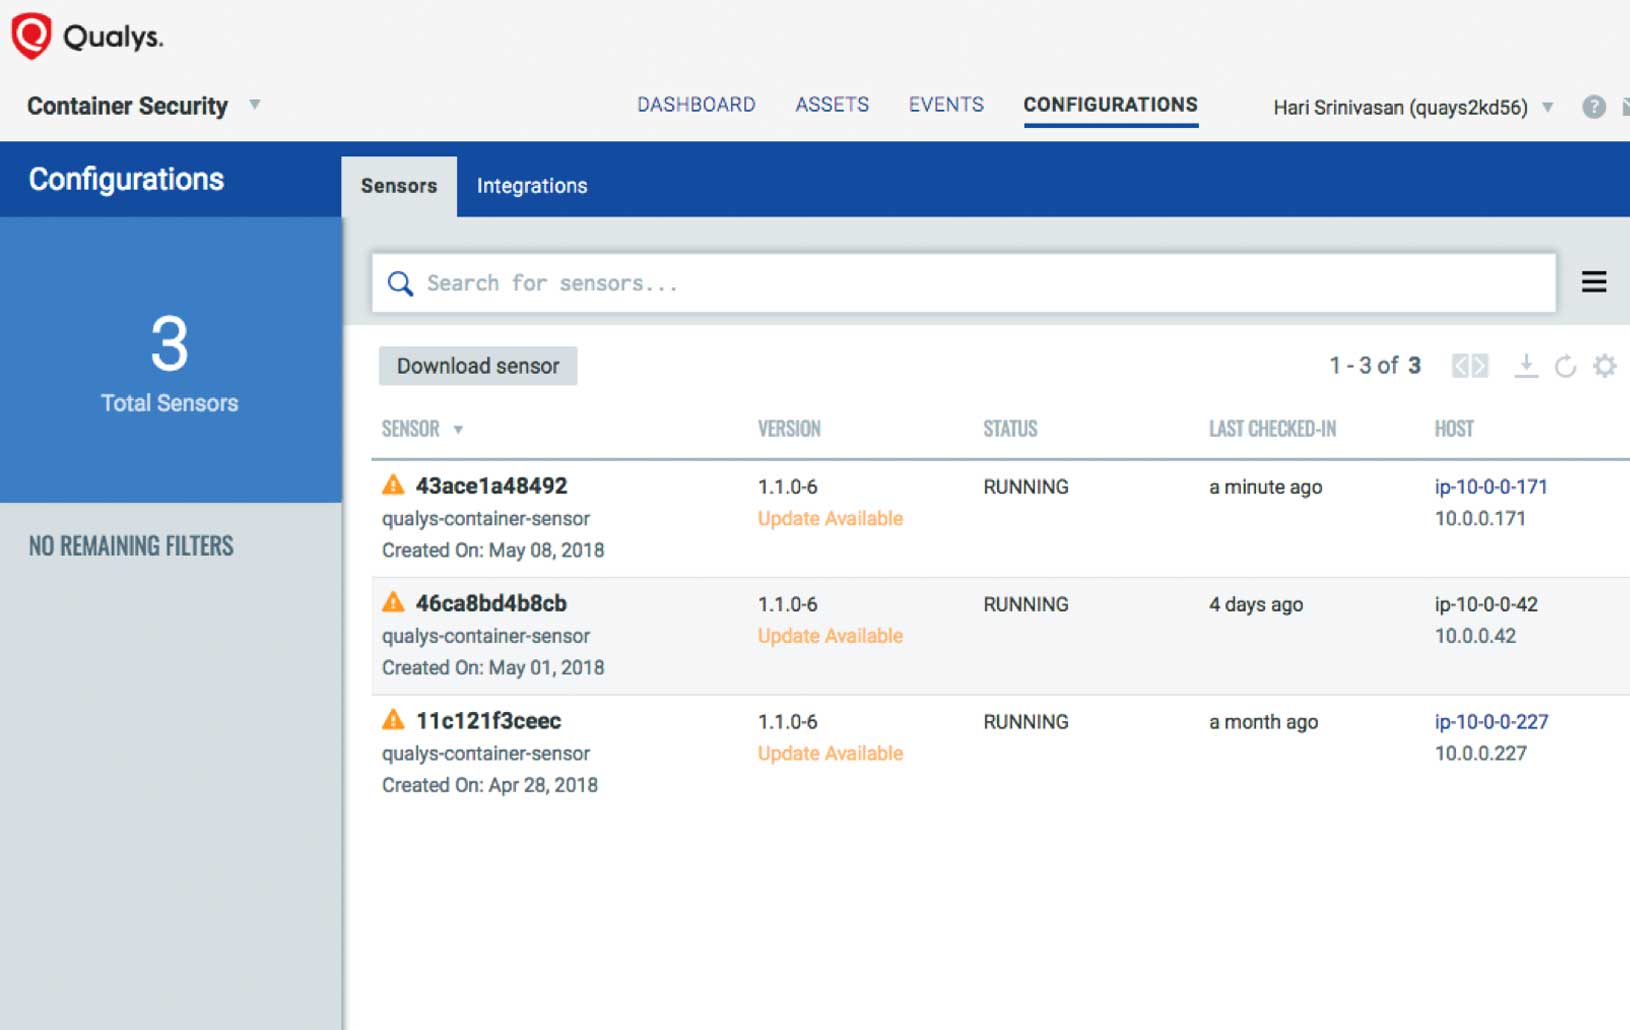 Qualys.
Container Security
DASHBOARD ASSETS EVENTS CONFIGURATIONS Hari Srinivasan (quays2kd56) ?
Configurations Sensors Integrations
Search for sensors...
3
Total Sensors
NO REMAINING FILTERS
Download sensor 1 - 3 of 3
SENSOR VERSION STATUS LAST CHECKED-IN HOST
43ace1a48492 1.1.0-6 RUNNING a minute ago ip-10-0-0-171
qualys-container-sensor Update Available 10.0.0.171
Created On: May 08, 2018
46ca8bd4b8cb 1.1.0-6 RUNNING 4 days ago ip-10-0-0-42
qualys-container-sensor Update Available 10.0.0.42
Created On: May 01, 2018
11c121f3ceec 1.1.0-6 RUNNING a month ago ip-10-0-0-227
qualys-container-sensor Update Available 10.0.0.227
Created On: Apr 28, 2018